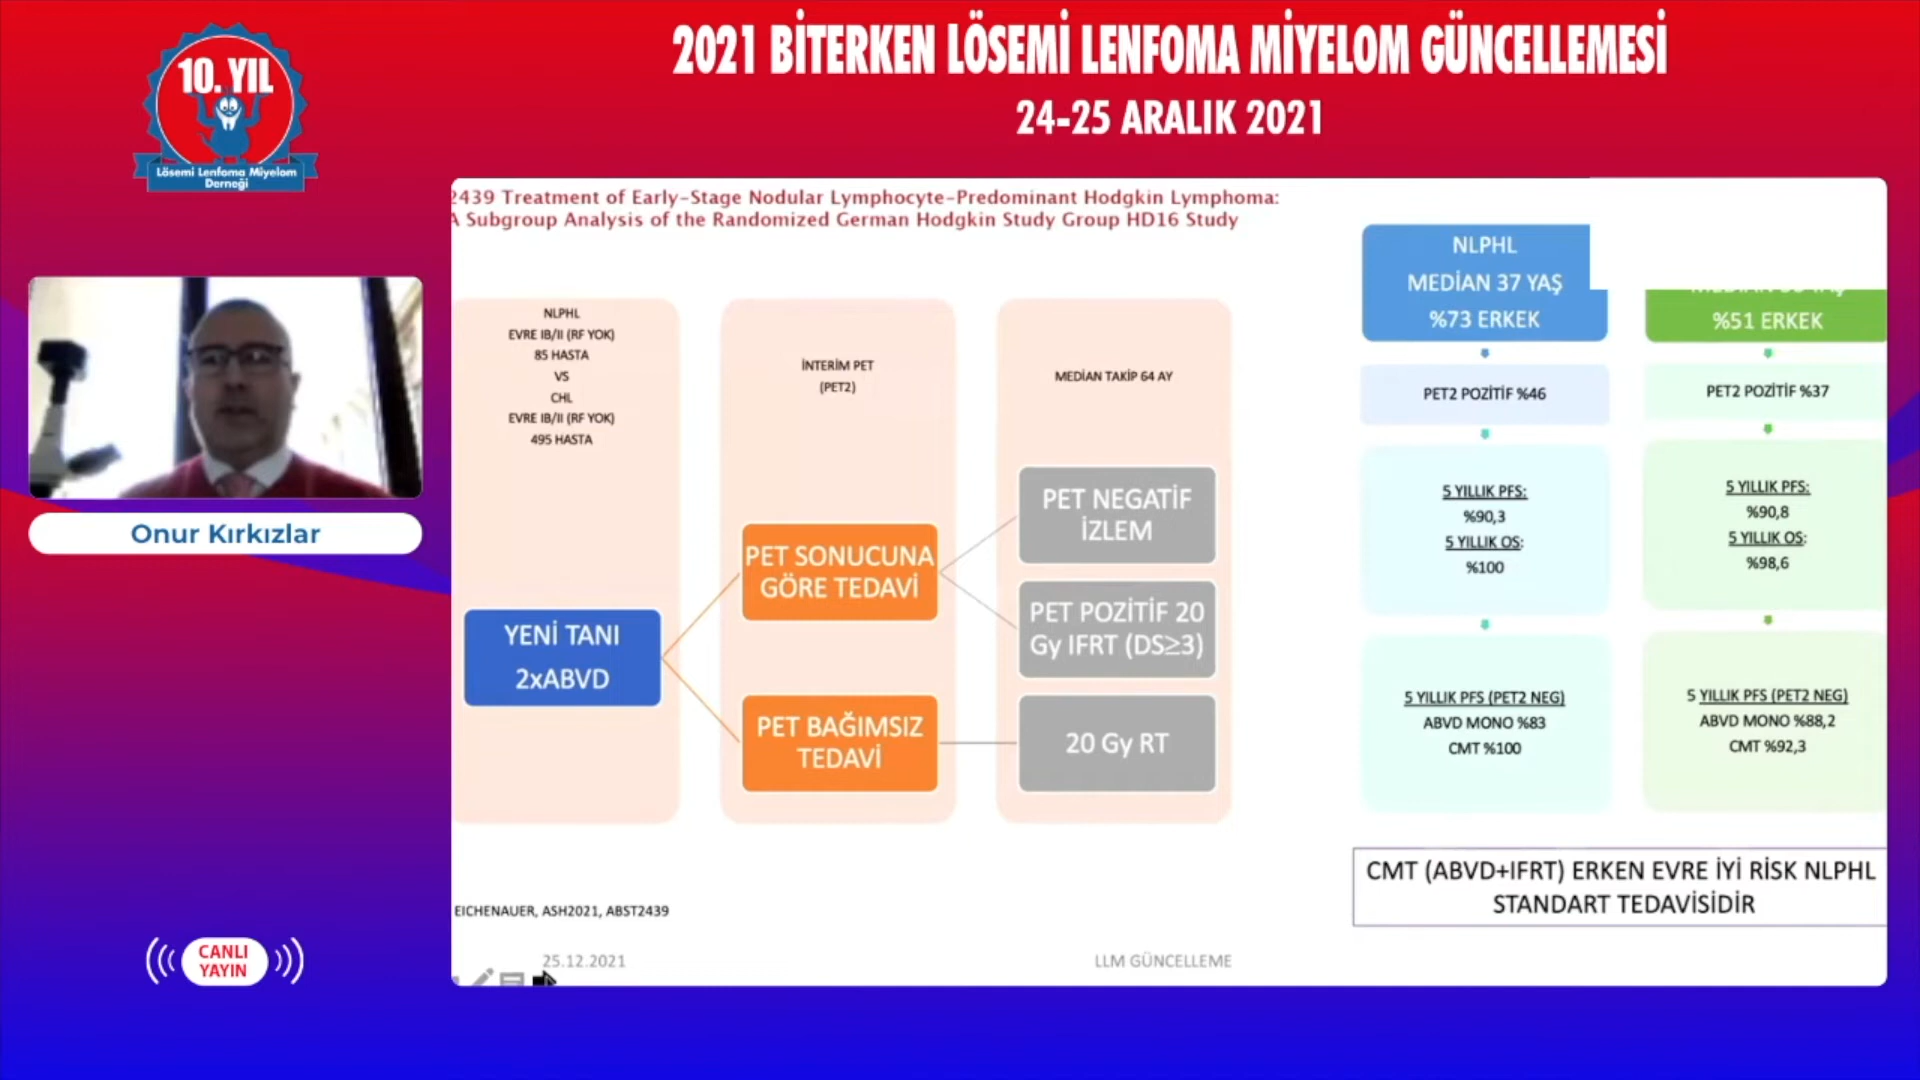 10. YIL
Lösemi Lenfoma Miyelom
Derneği
2021 BİTERKEN LÖSEMİ LENFOMA MİYELOM GÜNCELLEMESİ
24-25 ARALIK 2021
Onur Kırkızlar
CANLI
YAYIN
2439 Treatment of Early-Stage Nodular Lymphocyte-Predominant Hodgkin Lymphoma:
A Subgroup Analysis of the Randomized German Hodgkin Study Group HD16 Study
NLPHL
EVRE IB/II (RF YOK)
85 HASTA
VS
CHL
EVRE IB/II (RF YOK)
495 HASTA
YENİ TANI
2xABVD
İNTERİM PET
(PET2)
PET SONUCUNA
GÖRE TEDAVİ
PET BAĞIMSIZ
TEDAVİ
MEDIAN TAKİP 64 AY
PET NEGATİF
İZLEM
PET POZİTİF 20
Gy IFRT (DS≥3)
20 Gy RT
NLPHL
MEDİAN 37 YAŞ
%73 ERKEK
PET2 POZİTİF %46
5 YILLIK PFS:
%90,3
5 YILLIK OS:
%100
5 YILLIK PFS (PET2 NEG)
ABVD MONO %83
CMT %100
%51 ERKEK
PET2 POZİTİF %37
5 YILLIK PFS:
%90,8
5 YILLIK OS:
%98,6
5 YILLIK PFS (PET2 NEG)
ABVD MONO %88,2
CMT %92,3
CMT (ABVD+IFRT) ERKEN EVRE İYİ RİSK NLPHL
STANDART TEDAVİSİDİR
EICHENAUER, ASH2021, ABST2439
25.12.2021
LLM GÜNCELLEME